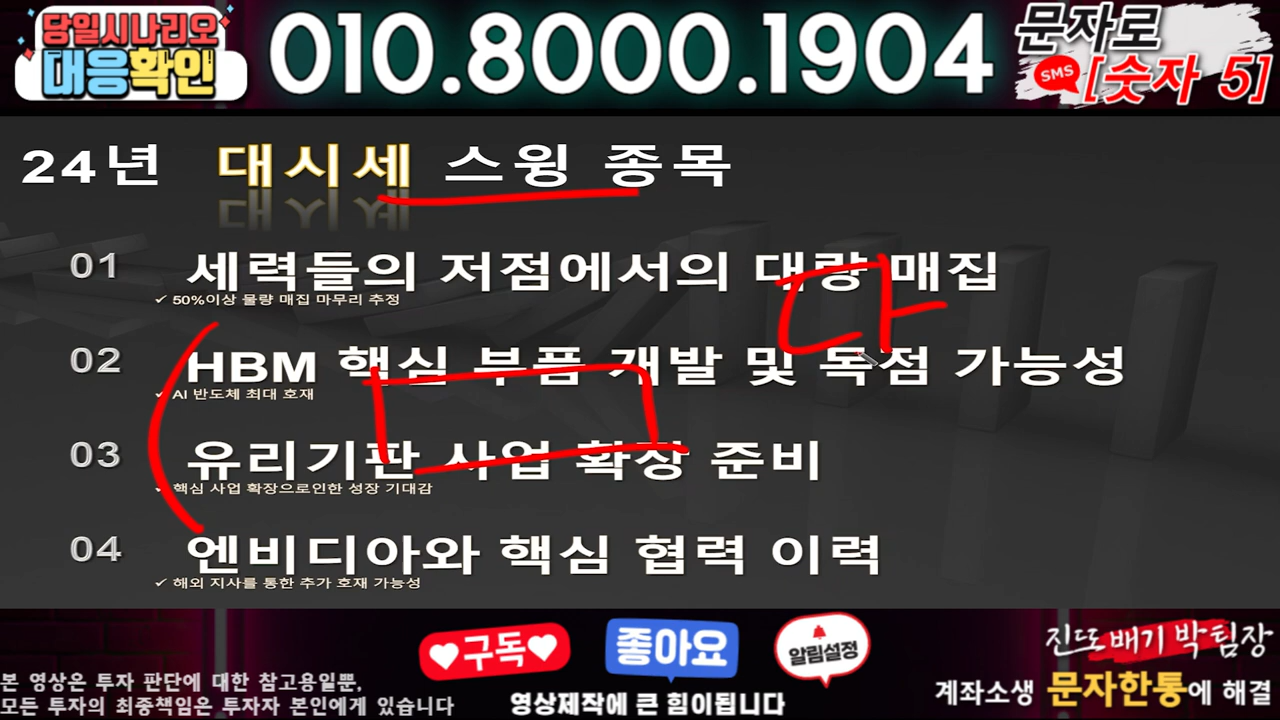 당일시나리오
대응확인
010.8000.1904
문자로
SMS
[숫자 5]
24년 대시세 스윙 종목
01 세력들의 저점에서의 대량 매집
✓ 50%이상 물량 매집 마무리 추정
다
02 HBM 핵심 부품 개발 및 독점 가능성
✓ AI 반도체 최대 호재
03 유리기판 사업 확장 준비
✓ 핵심 사업 확장으로인한 성장 기대감
04 엔비디아와 핵심 협력 이력
✓ 해외 지사를 통한 추가 호재 가능성
구독
좋아요
알림설정
영상제작에 큰 힘이됩니다
본 영상은 투자 판단에 대한 참고용일뿐,
모든 투자의 최종책임은 투자자 본인에게 있습니다
진또배기 박팀장
계좌소생 문자한통에 해결